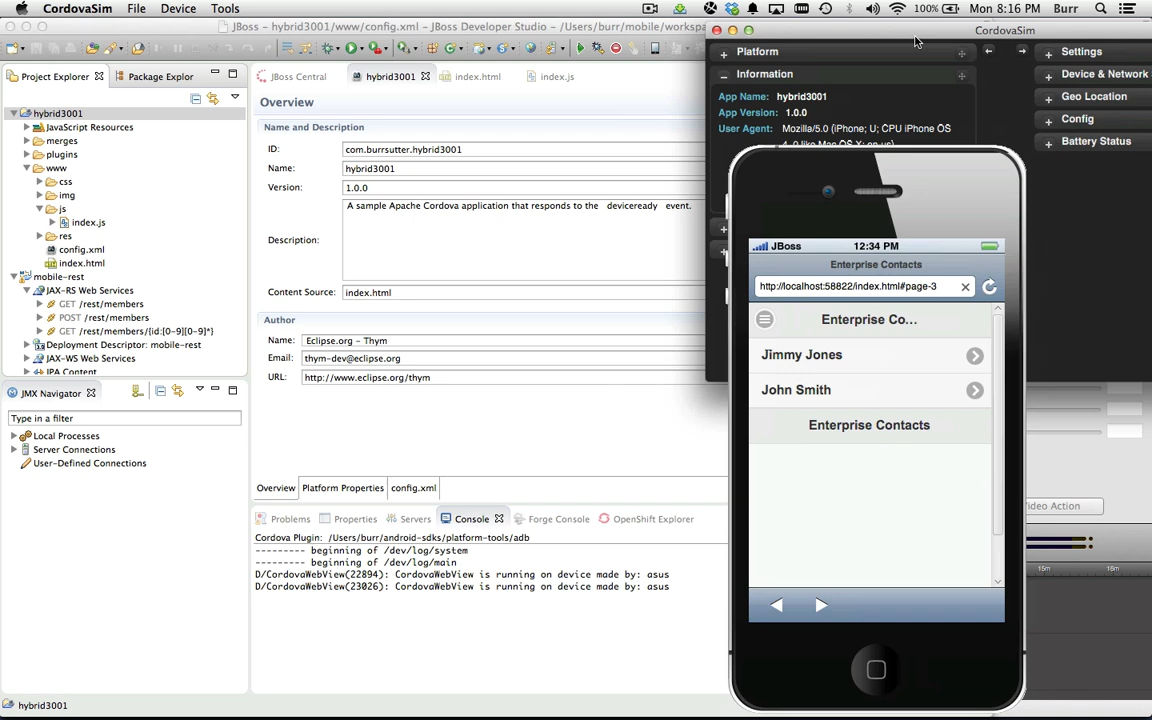 CordovaSim File Device Tools 100% Mon 8:16 PM Burr
JBoss – hybrid3001/www/config.xml – JBoss Developer Studio – /Users/burr/mobile/workspa
CordovaSim
Project Explorer
Package Explor
hybrid3001
JavaScript Resources
merges
plugins
www
css
img
js
index.js
res
config.xml
index.html
mobile-rest
JAX-RS Web Services
GET /rest/members
POST /rest/members
GET /rest/members/{id:[0-9][0-9]*}
Deployment Descriptor: mobile-rest
JAX-WS Web Services
JPA Content
JMX Navigator
Type in a filter
Local Processes
Server Connections
User-Defined Connections
hybrid3001
JBoss Central
hybrid3001
index.html
index.js
Overview
Name and Description
ID:
com.burrsutter.hybrid3001
Name:
hybrid3001
Version:
1.0.0
Description:
A sample Apache Cordova application that responds to the deviceready event.
Content Source:
index.html
Author
Name:
Eclipse.org - Thym
Email:
thym-dev@eclipse.org
URL:
http://www.eclipse.org/thym
Overview
Platform Properties
config.xml
Problems
Properties
Servers
Console
Forge Console
OpenShift Explorer
Cordova Plugin: /Users/burr/android-sdks/platform-tools/adb
--------- beginning of /dev/log/system
--------- beginning of /dev/log/main
D/CordovaWebView(22894): CordovaWebView is running on device made by: asus
D/CordovaWebView(23026): CordovaWebView is running on device made by: asus
Platform
Information
App Name: hybrid3001
App Version: 1.0.0
User Agent: Mozilla/5.0 (iPhone; U; CPU iPhone OS
4_0 like Mac OS X; en-us)
Settings
Device & Network
Geo Location
Config
Battery Status
JBoss
12:34 PM
Enterprise Contacts
http://localhost:58822/index.html#page-3
Enterprise Co...
Jimmy Jones
John Smith
Enterprise Contacts
Video Action
15m
16m